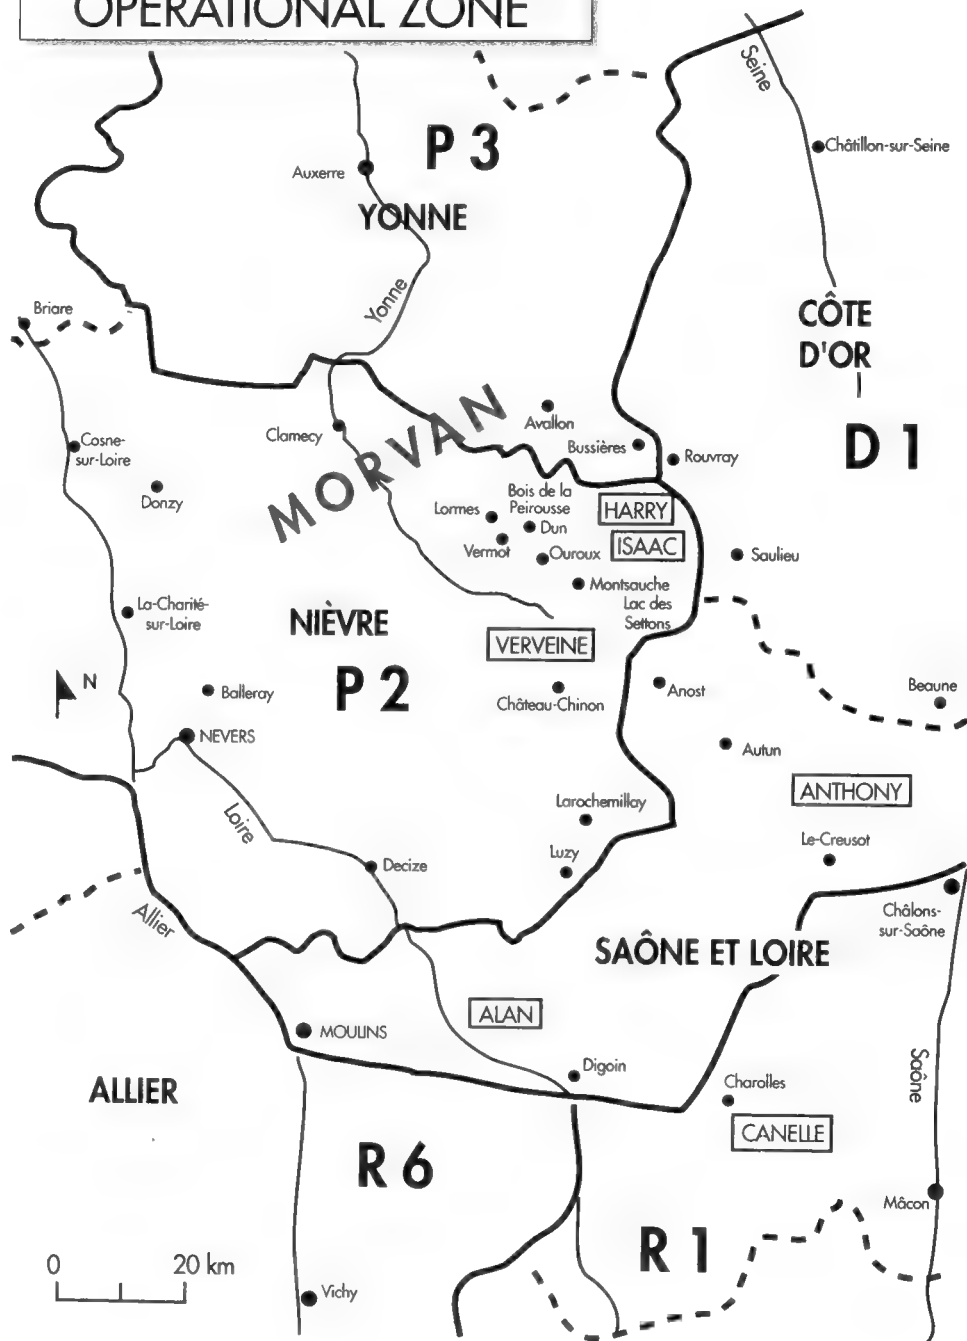 OPERATIONAL ZONE
Seine
P 3
Châtillon-sur-Seine
Auxerre
YONNE
Yonne
Briare
CÔTE
D'OR
MORVAN
Avallon
Clamecy
Bussières
Rouvray
D 1
Cosne-
sur-Loire
Donzy
Bois de la
Peirousse
Lormes
Dun
HARRY
Vermot
Ouroux
ISAAC
Saulieu
Montsauche
La-Charité-
sur-Loire
Lac des
Settons
NIÈVRE
VERVEINE
N
P 2
Balleray
Château-Chinon
Anost
Beaune
NEVERS
Autun
ANTHONY
Loire
Larochemillay
Le-Creusot
Luzy
Decize
Allier
Châlons-
sur-Saône
SAÔNE ET LOIRE
ALAN
MOULINS
Digoin
Saône
ALLIER
Charolles
CANELLE
R 6
Mâcon
R 1
0 20 km
Vichy